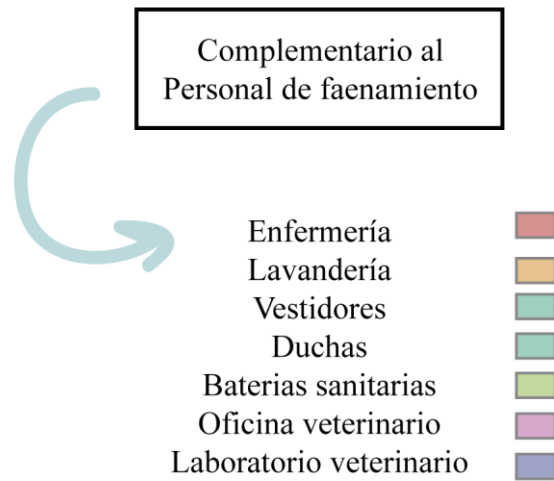 Complementario al
Personal de faenamiento
Enfermería
Lavandería
Vestidores
Duchas
Baterias sanitarias
Oficina veterinario
Laboratorio veterinario